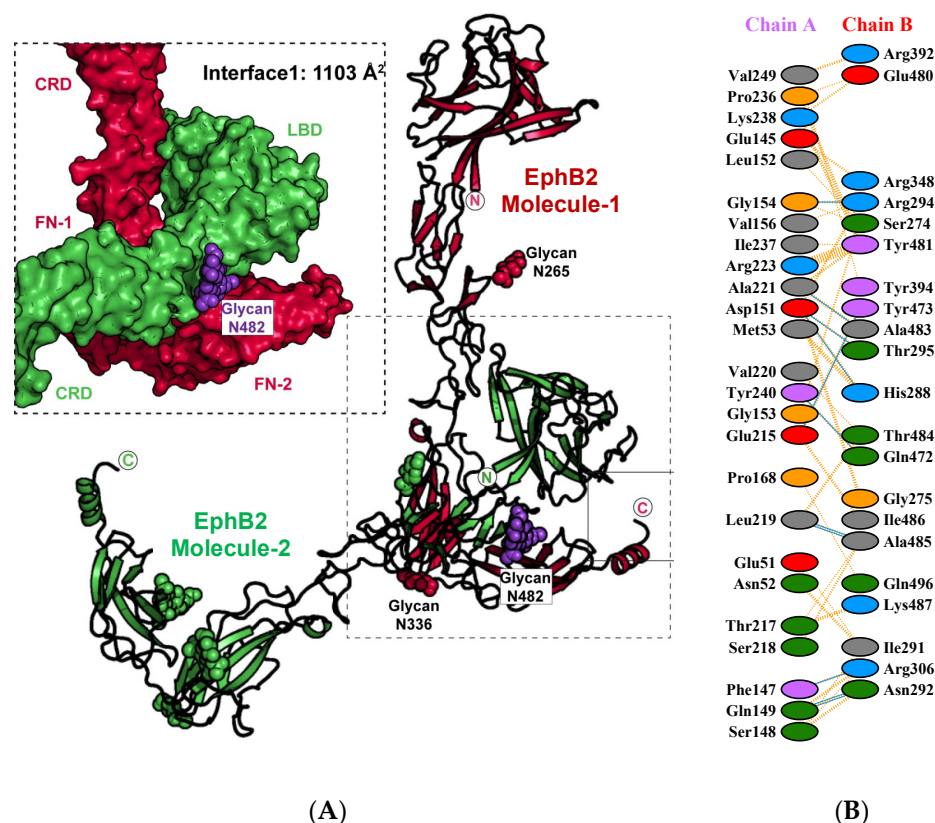 CRD
Interface1: 1103 Å2
LBD
FN-1
Glycan
N482
FN-2
CRD
N
EphB2
Molecule-1
Glycan
N265
C
EphB2
Molecule-2
N
C
Glycan
N336
Glycan
N482
(A)
Chain A Chain B
Arg392
Val249 Glu480
Pro236
Lys238
Glu145
Leu152
Arg348
Gly154 Arg294
Val156 Ser274
Ile237 Tyr481
Arg223
Ala221 Tyr394
Asp151 Tyr473
Met53 Ala483
Thr295
Val220
Tyr240 His288
Gly153
Glu215 Thr484
Gln472
Pro168
Gly275
Leu219 Ile486
Ala485
Glu51
Asn52 Gln496
Lys487
Thr217
Ser218 Ile291
Arg306
Phe147 Asn292
Gln149
Ser148
(B)